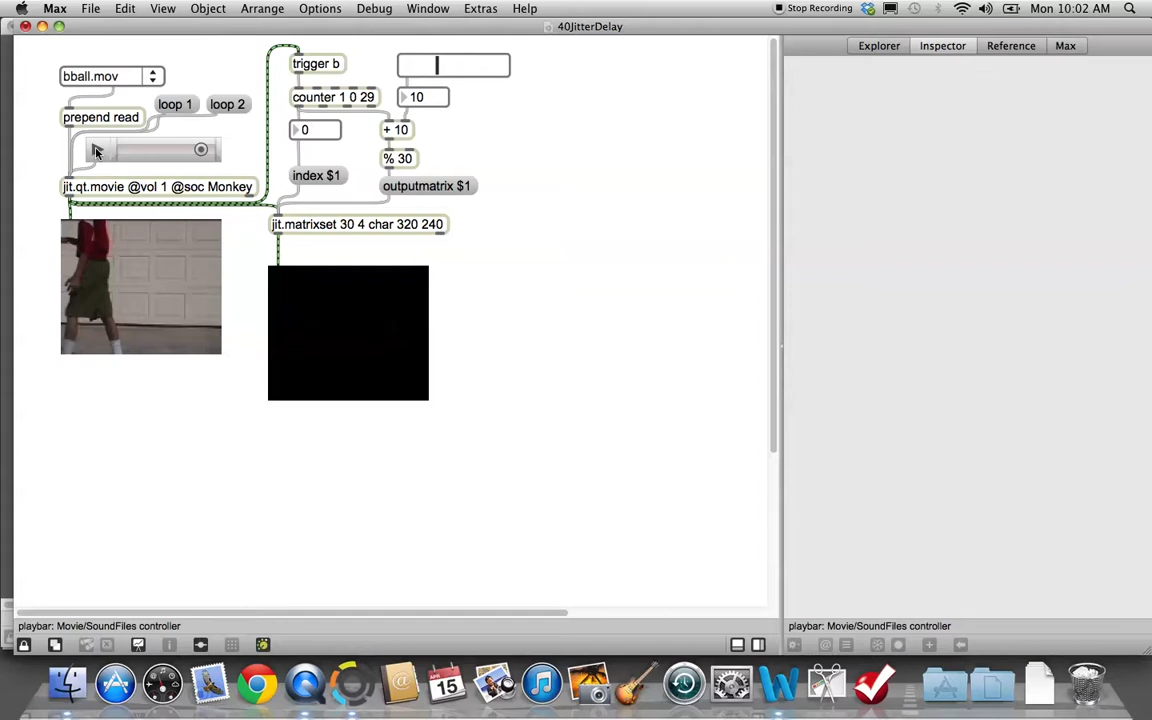 Max File Edit View Object Arrange Options Debug Window Extras Help Stop Recording Mon 10:02 AM
40JitterDelay
Explorer Inspector Reference Max
bball.mov
loop 1 loop 2
prepend read
jit.qt.movie @vol 1 @soc Monkey
trigger b
counter 1 0 29
10
0
+ 10
% 30
index $1
outputmatrix $1
jit.matrixset 30 4 char 320 240
playbar: Movie/SoundFiles controller
playbar: Movie/SoundFiles controller
APR
15
W